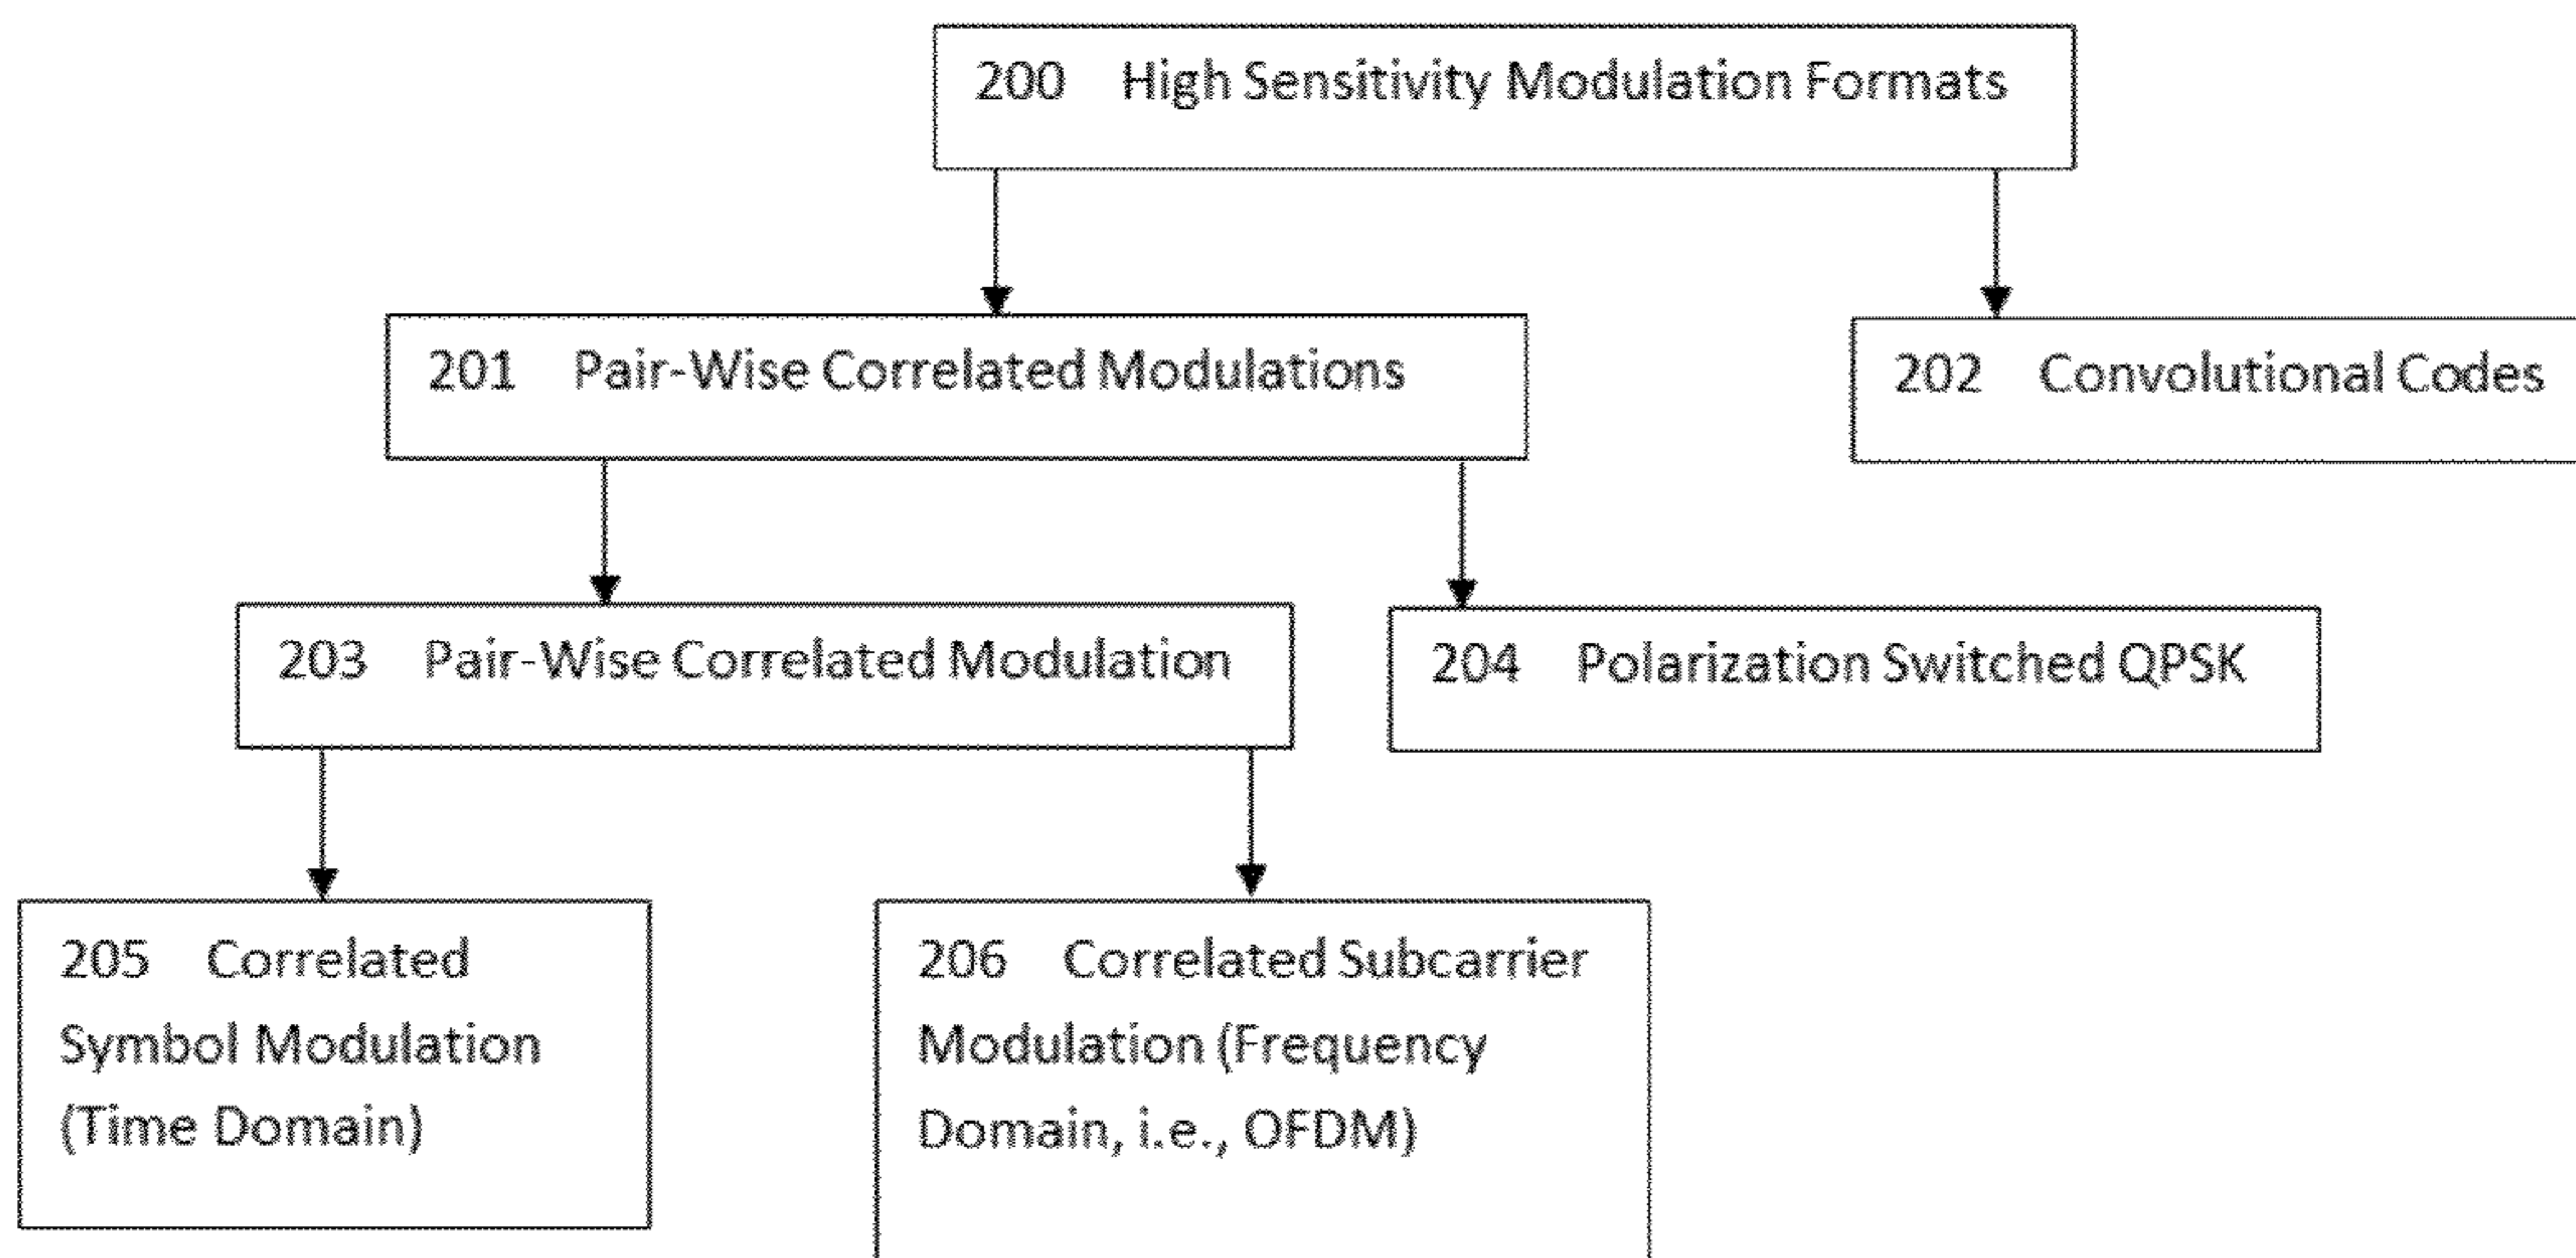 200 High Sensitivity Modulation Formats
201 Pair-Wise Correlated Modulations
202 Convolutional Codes
203 Pair-Wise Correlated Modulation
204 Polarization Switched QPSK
205 Correlated
Symbol Modulation
(Time Domain)
206 Correlated Subcarrier
Modulation (Frequency
Domain, i.e., OFDM)